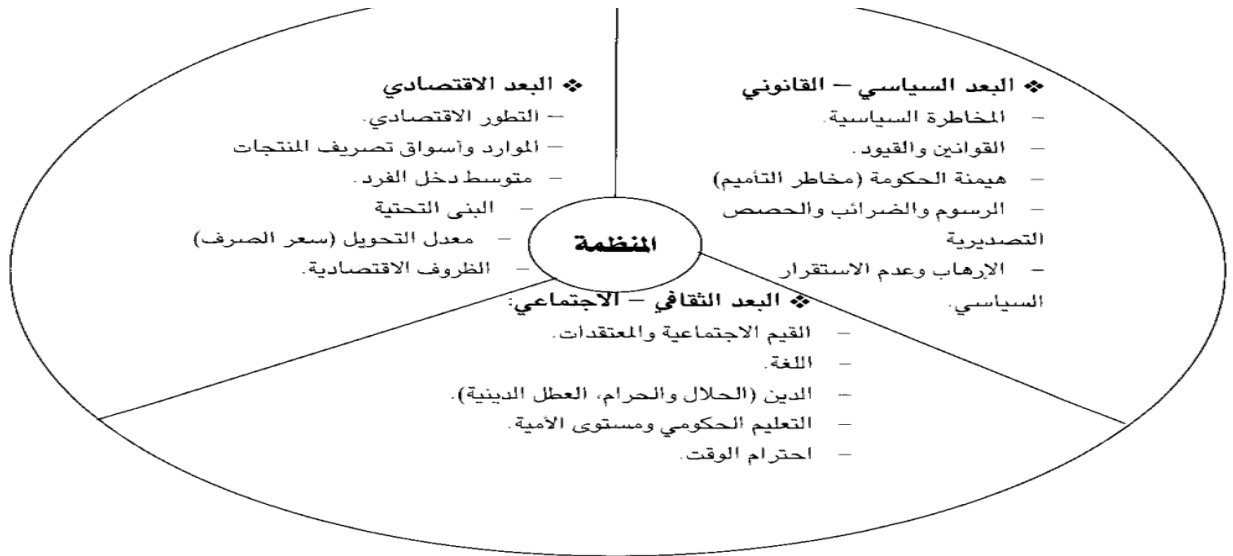 ❖ البعد السياسي – القانوني
– المخاطرة السياسية.
– القوانين والقيود.
– هيمنة الحكومة (مخاطر التأميم)
– الرسوم والضرائب والحصص
التصديرية
– الإرهاب وعدم الاستقرار
السياسي.
❖ البعد الاقتصادي
– التطور الاقتصادي.
– الموارد وأسواق تصريف المنتجات
– متوسط دخل الفرد.
– البنى التحتية
– معدل التحويل (سعر الصرف)
– الظروف الاقتصادية.
المنظمة
❖ البعد الثقافي – الاجتماعي:
– القيم الاجتماعية والمعتقدات.
– اللغة.
– الدين (الحلال والحرام، العطل الدينية).
– التعليم الحكومي ومستوى الأمية.
– احترام الوقت.